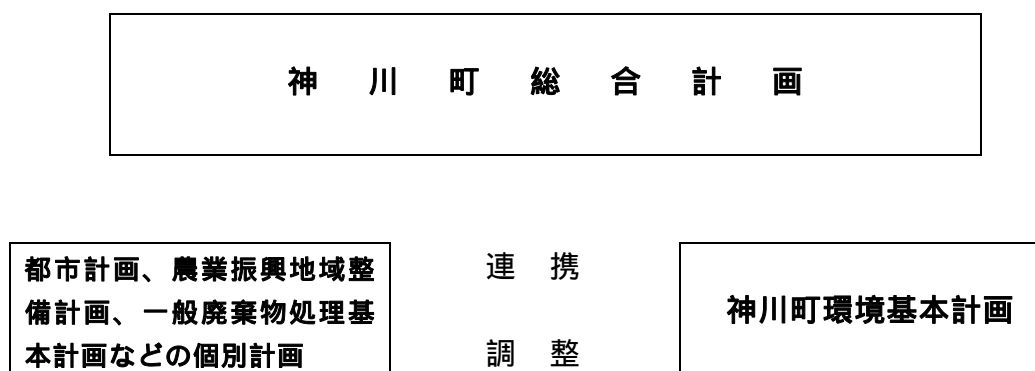 神川町総合計画
都市計画、農業振興地域整
備計画、一般廃棄物処理基
本計画などの個別計画
連携
調整
神川町環境基本計画